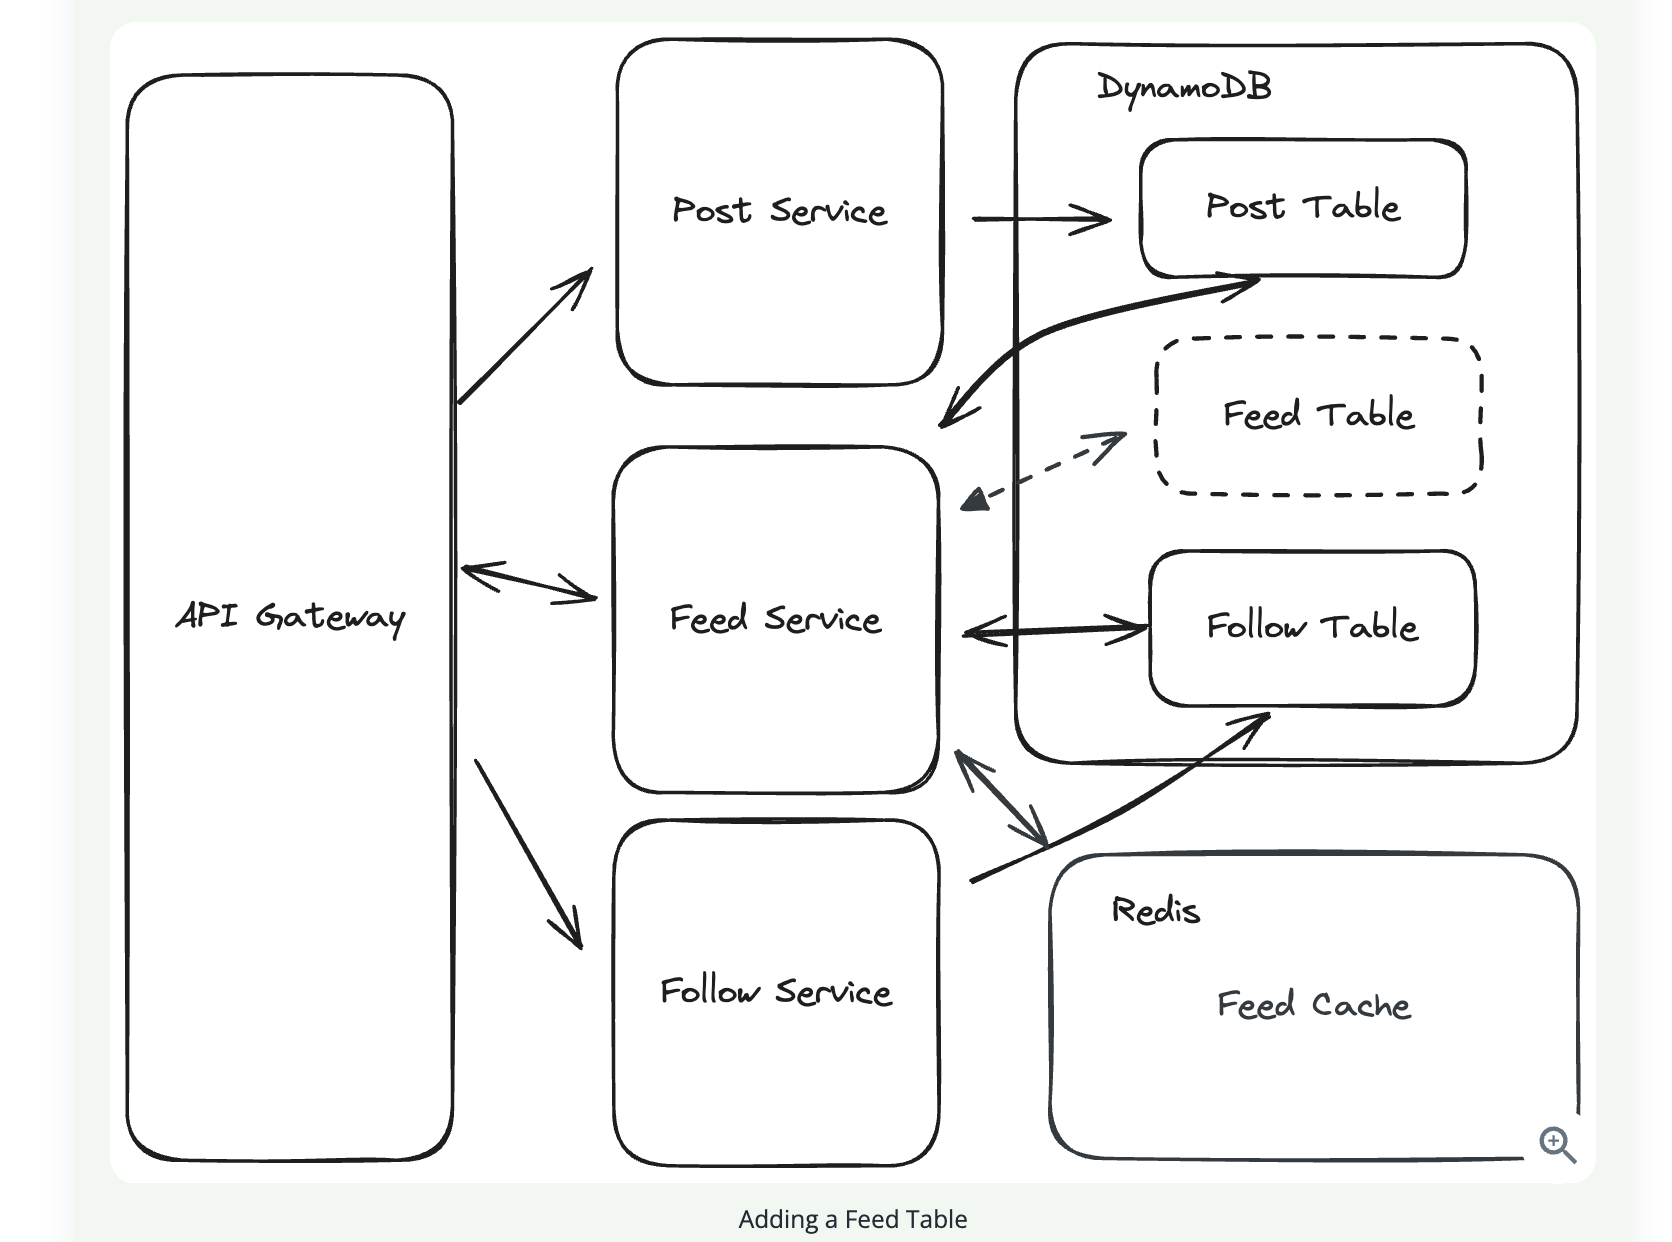 DynamoDB
Post Service
Post Table
Feed Table
API Gateway
Feed Service
Follow Table
Redis
Follow Service
Feed Cache
Adding a Feed Table